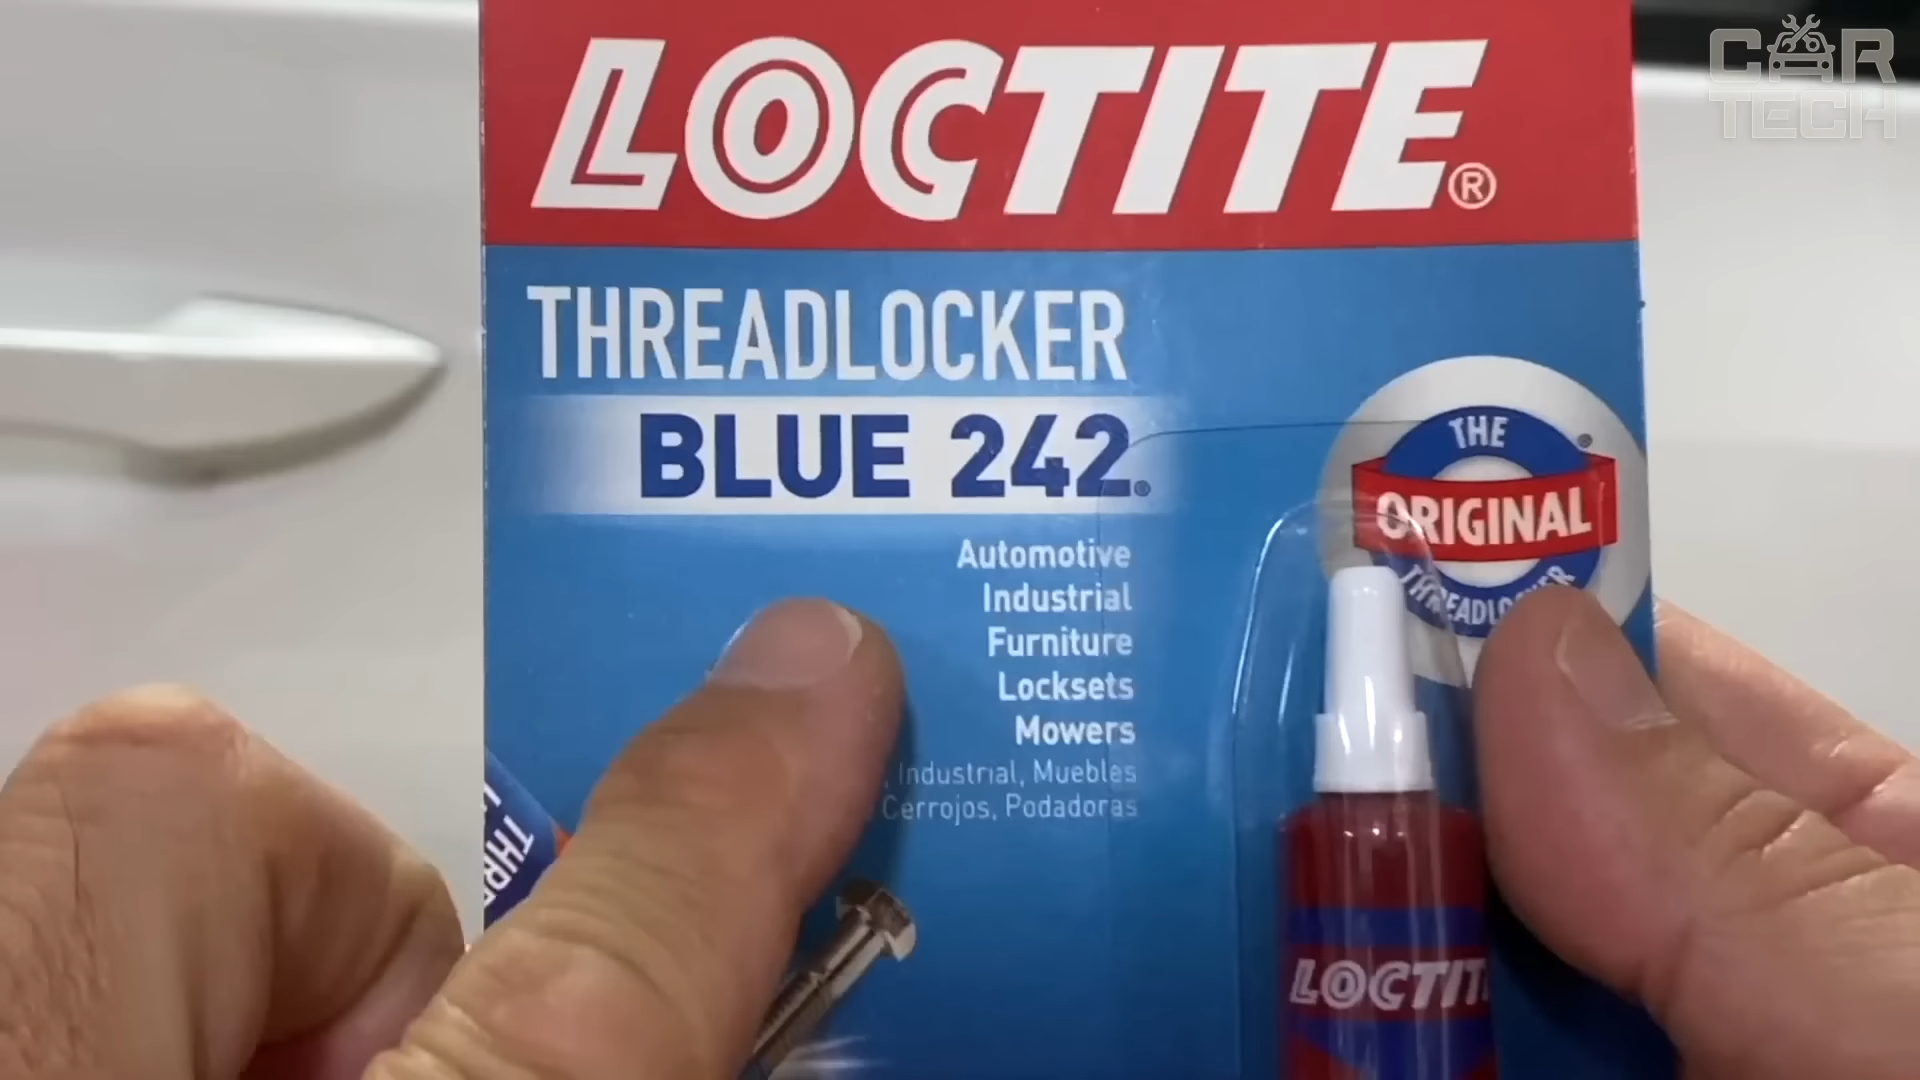 LOCTITE®
CAR
TECH
THREADLOCKER
BLUE 242®
THE
ORIGINAL
THREADLOCKER
®
Automotive
Industrial
Furniture
Locksets
Mowers
, Industrial, Muebles
Cerrojos, Podadoras
THR
LOCTIT